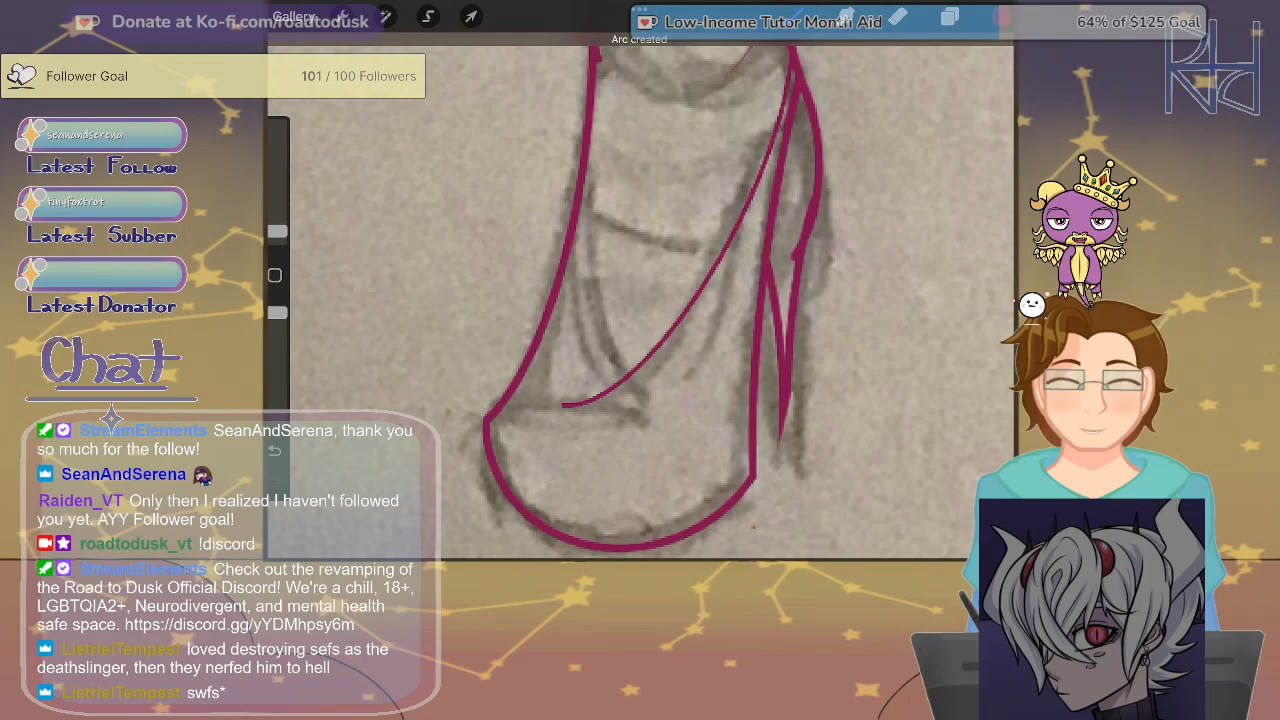 Donate at Ko-fi.com/roadtodusk
Gallery
Low-Income Tutor Month Aid
64% of $125 Goal
Arc created
Follower Goal
101 / 100 Followers
seanandserena
Latest Follow
tinyfoxtrot
Latest Subber
Latest Donator
Chat
StreamElements SeanAndSerena, thank you
so much for the follow!
SeanAndSerena
Raiden_VT Only then I realized I haven't followed
you yet. AYY Follower goal!
roadtodusk_vt !discord
StreamElements Check out the revamping of
the Road to Dusk Official Discord! We're a chill, 18+,
LGBTQIA2+, Neurodivergent, and mental health
safe space. https://discord.gg/yYDMhpsy6m
LietrielTempest loved destroying sefs as the
deathslinger, then they nerfed him to hell
LietrielTempest swfs*